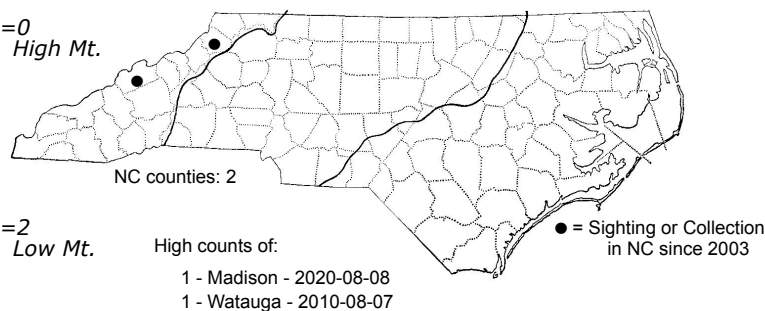 =0
High Mt.
NC counties: 2
=2
Low Mt.
High counts of:
1 - Madison - 2020-08-08
1 - Watauga - 2010-08-07
● = Sighting or Collection
in NC since 2003